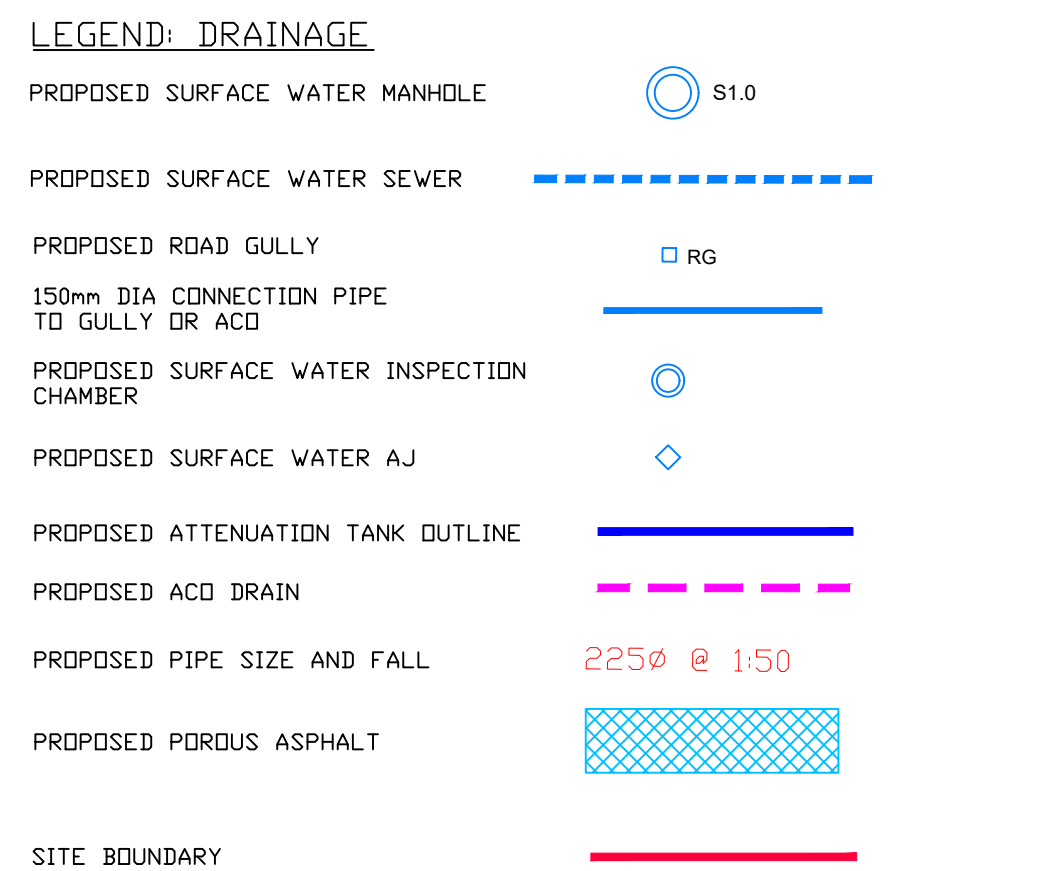 LEGEND: DRAINAGE
PROPOSED SURFACE WATER MANHOLE
S1.0
PROPOSED SURFACE WATER SEWER
PROPOSED ROAD GULLY
RG
150mm DIA CONNECTION PIPE
TO GULLY OR ACO
PROPOSED SURFACE WATER INSPECTION
CHAMBER
PROPOSED SURFACE WATER AJ
PROPOSED ATTENUATION TANK OUTLINE
PROPOSED ACO DRAIN
PROPOSED PIPE SIZE AND FALL
225Ø @ 1:50
PROPOSED POROUS ASPHALT
SITE BOUNDARY